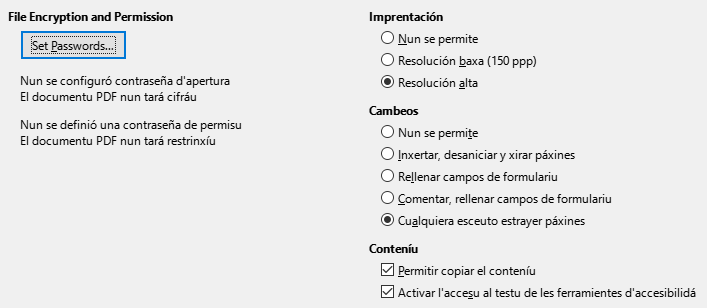 File Encryption and Permission
Set Passwords...
Nun se configuró contraseña d'apertura
El documentu PDF nun tará cifráu
Nun se definió una contraseña de permisu
El documentu PDF nun tará restrinxíu
Imprentación
Nun se permite
Resolución baxa (150 ppp)
Resolución alta
Cambeos
Nun se permite
Inxertar, desaniciar y xirar páxines
Rellenar campos de formulariu
Comentar, rellenar campos de formulariu
Cualquiera esceuto estrayer páxines
Conteníu
Permitir copiar el conteníu
Activar l'accesu al testu de les ferramientes d'accesibilidá